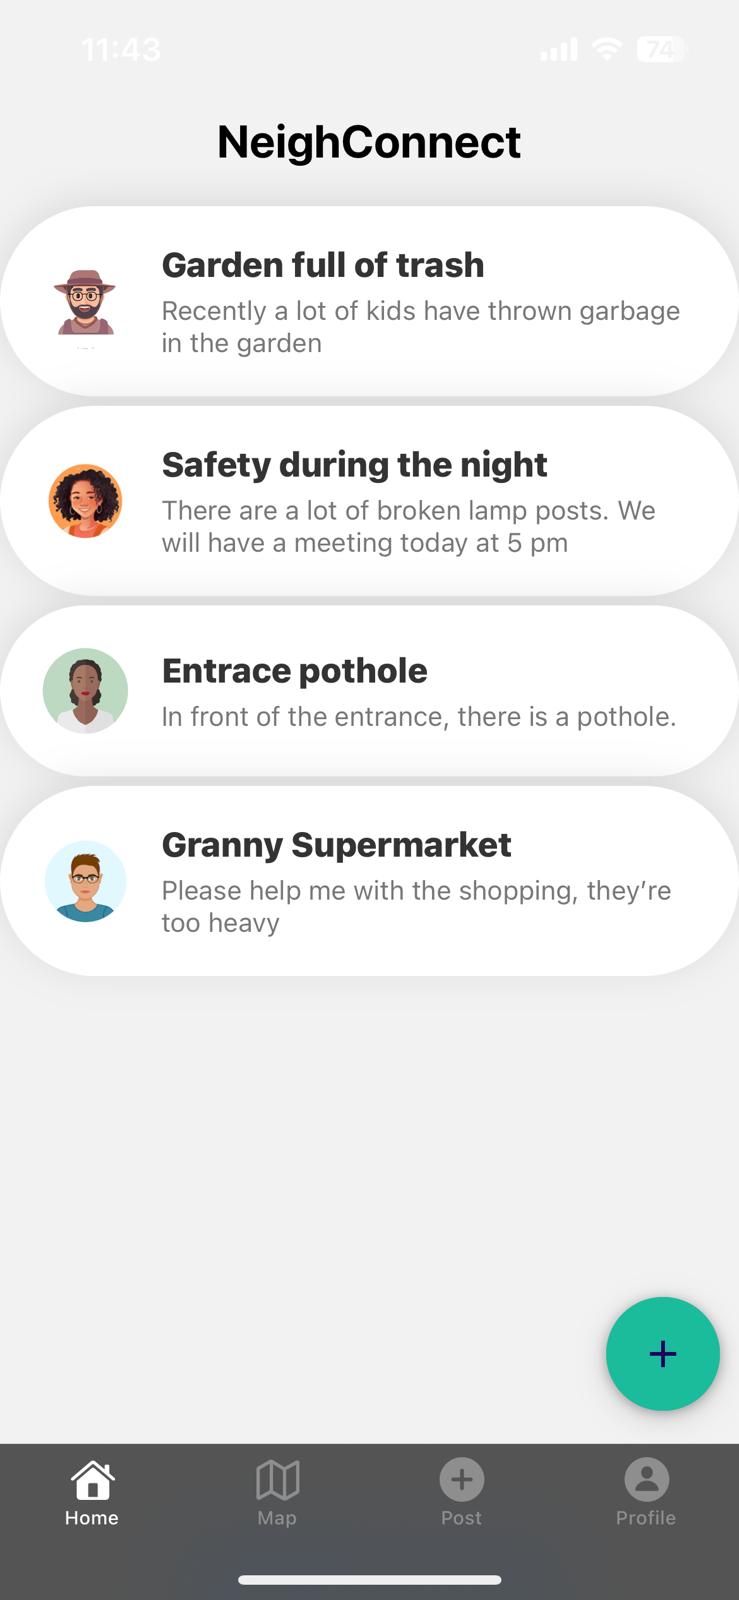 11:43
74
NeighConnect
Garden full of trash
Recently a lot of kids have thrown garbage
in the garden
Safety during the night
There are a lot of broken lamp posts. We
will have a meeting today at 5 pm
Entrace pothole
In front of the entrance, there is a pothole.
Granny Supermarket
Please help me with the shopping, they’re
too heavy
Home
Map
Post
Profile